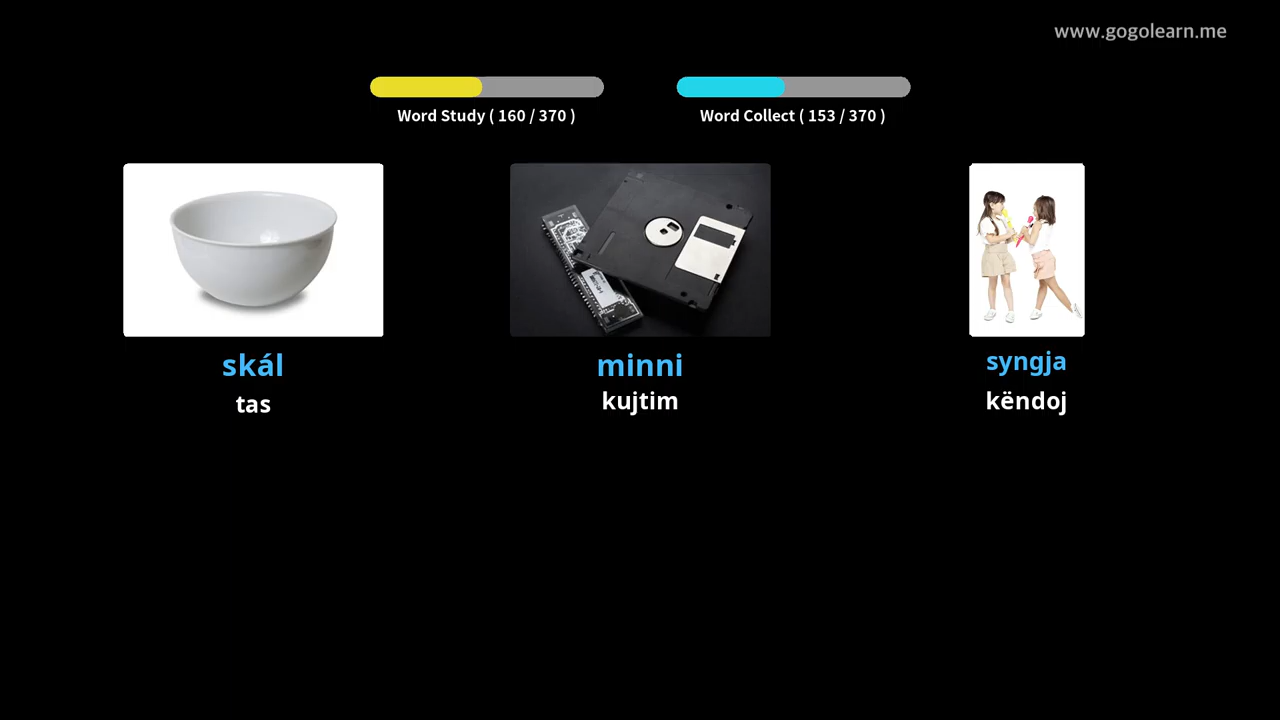 www.gogolearn.me
Word Study ( 160 / 370 )
Word Collect ( 153 / 370 )
skál
tas
minni
kujtim
syngja
këndoj